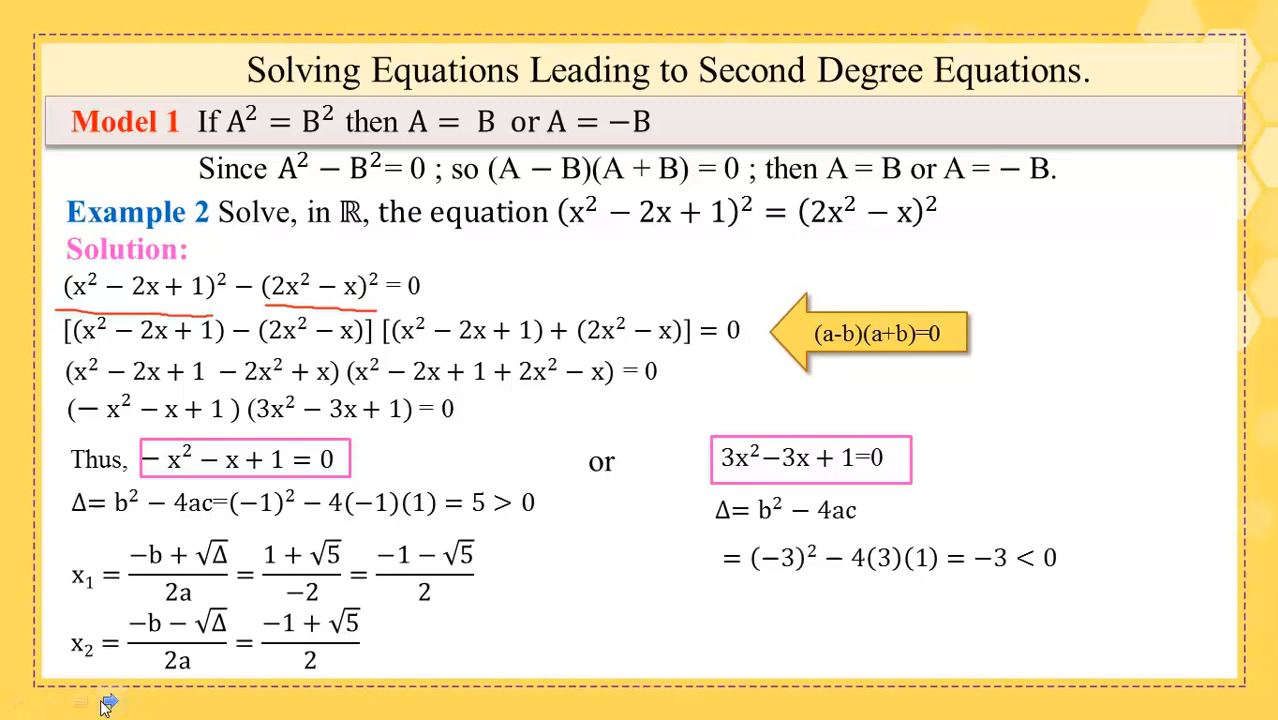 Solving Equations Leading to Second Degree Equations.
Model 1 If A² = B² then A = B or A = −B
Since A² − B²= 0 ; so (A − B)(A + B) = 0 ; then A = B or A = − B.
Example 2 Solve, in ℝ, the equation (x² − 2x + 1)² = (2x² − x)²
Solution:
(x² − 2x + 1)² − (2x² − x)² = 0
[(x² − 2x + 1) − (2x² − x)] [(x² − 2x + 1) + (2x² − x)] = 0
(a-b)(a+b)=0
(x² − 2x + 1 − 2x² + x) (x² − 2x + 1 + 2x² − x) = 0
(− x² − x + 1 ) (3x² − 3x + 1) = 0
Thus, − x² − x + 1 = 0 or 3x²−3x + 1=0
Δ= b² − 4ac=(−1)² − 4(−1)(1) = 5 > 0
x₁ = (−b + √Δ)/2a = (1 + √5)/−2 = (−1 − √5)/2
x₂ = (−b − √Δ)/2a = (−1 + √5)/2
Δ= b² − 4ac
= (−3)² − 4(3)(1) = −3 < 0